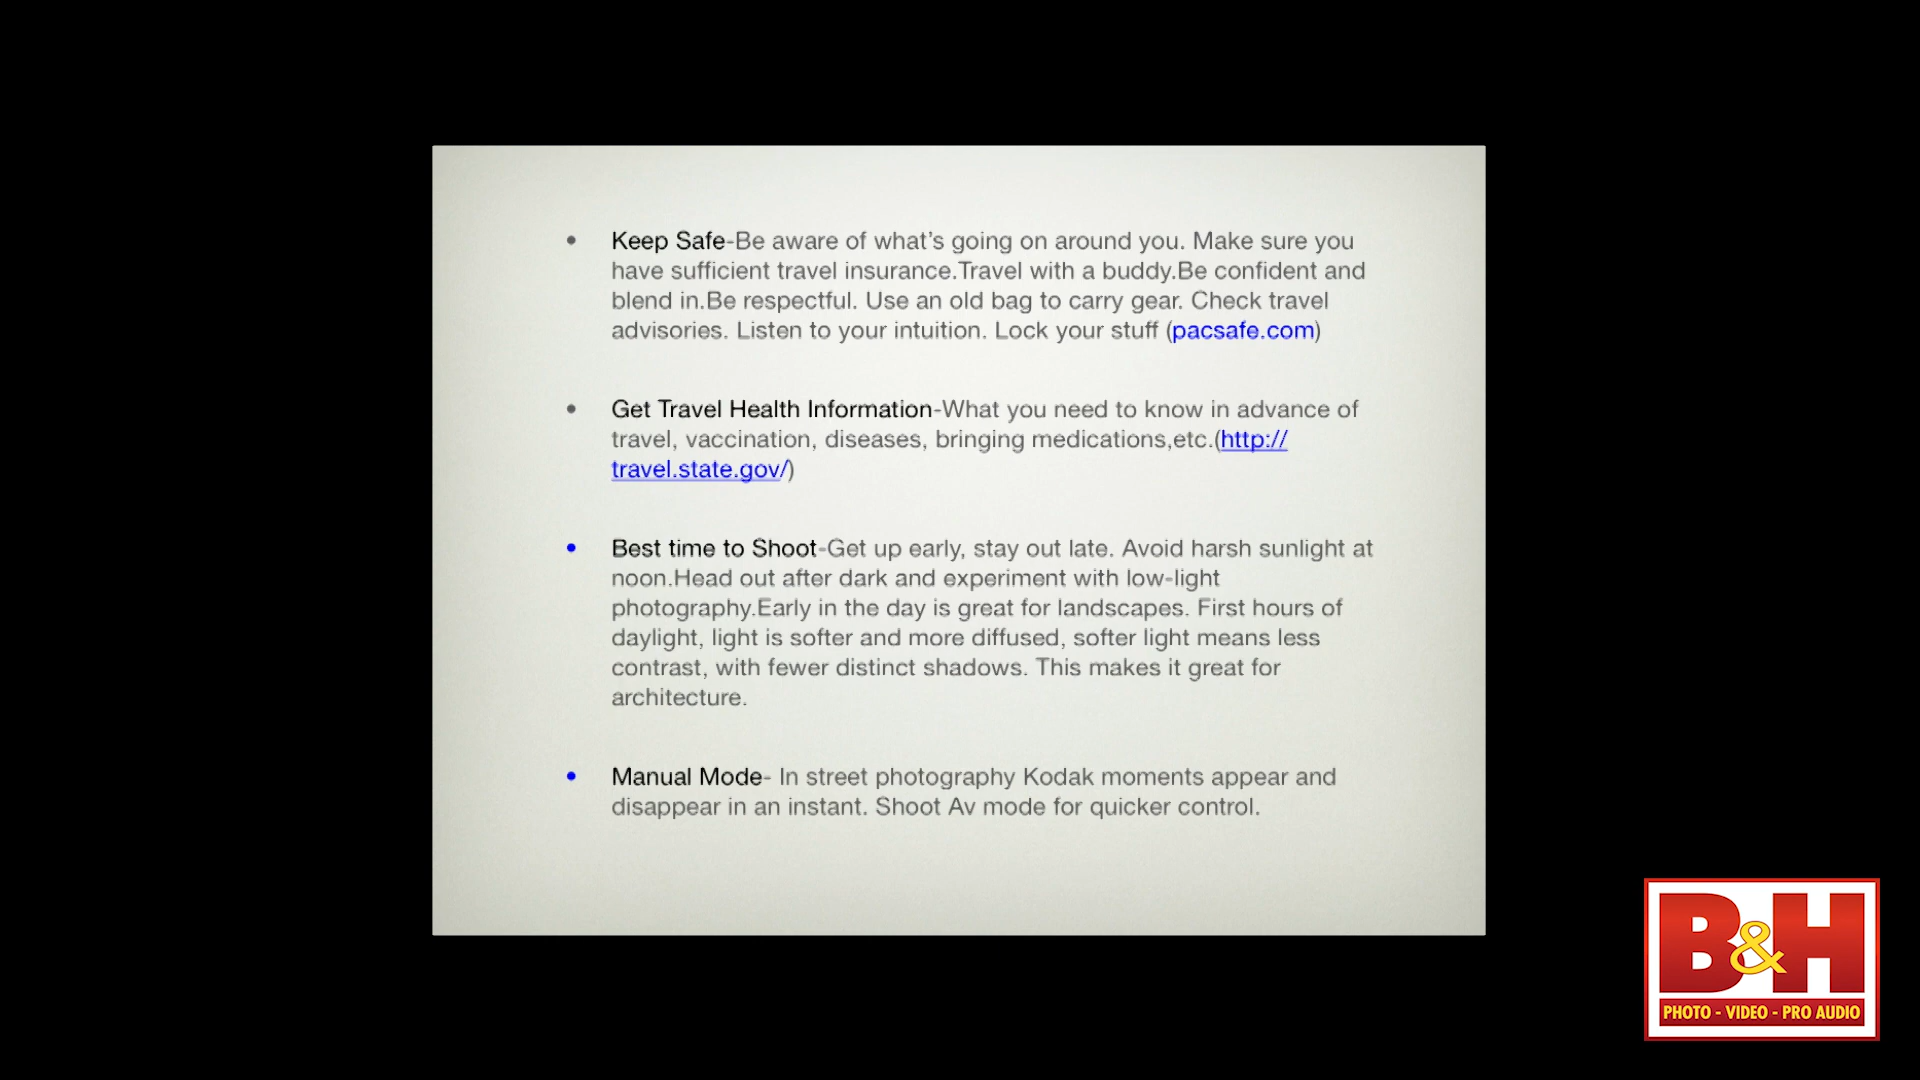 • Keep Safe-Be aware of what’s going on around you. Make sure you
have sufficient travel insurance.Travel with a buddy.Be confident and
blend in.Be respectful. Use an old bag to carry gear. Check travel
advisories. Listen to your intuition. Lock your stuff (pacsafe.com)
• Get Travel Health Information-What you need to know in advance of
travel, vaccination, diseases, bringing medications,etc.(http://
travel.state.gov/)
• Best time to Shoot-Get up early, stay out late. Avoid harsh sunlight at
noon.Head out after dark and experiment with low-light
photography.Early in the day is great for landscapes. First hours of
daylight, light is softer and more diffused, softer light means less
contrast, with fewer distinct shadows. This makes it great for
architecture.
• Manual Mode- In street photography Kodak moments appear and
disappear in an instant. Shoot Av mode for quicker control.
B&H
PHOTO - VIDEO - PRO AUDIO